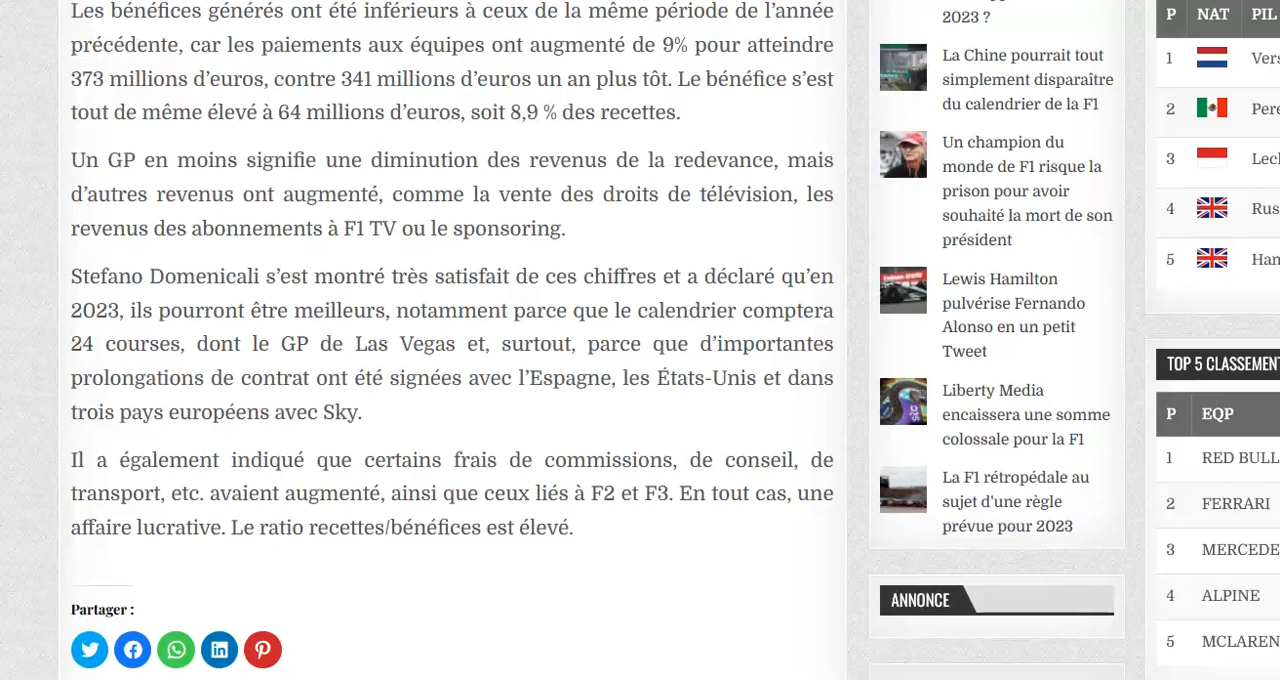 Les bénéfices générés ont été inférieurs à ceux de la même période de l’année
précédente, car les paiements aux équipes ont augmenté de 9% pour atteindre
373 millions d’euros, contre 341 millions d’euros un an plus tôt. Le bénéfice s’est
tout de même élevé à 64 millions d’euros, soit 8,9 % des recettes.
Un GP en moins signifie une diminution des revenus de la redevance, mais
d’autres revenus ont augmenté, comme la vente des droits de télévision, les
revenus des abonnements à F1 TV ou le sponsoring.
Stefano Domenicali s’est montré très satisfait de ces chiffres et a déclaré qu’en
2023, ils pourront être meilleurs, notamment parce que le calendrier comptera
24 courses, dont le GP de Las Vegas et, surtout, parce que d’importantes
prolongations de contrat ont été signées avec l’Espagne, les États-Unis et dans
trois pays européens avec Sky.
Il a également indiqué que certains frais de commissions, de conseil, de
transport, etc. avaient augmenté, ainsi que ceux liés à F2 et F3. En tout cas, une
affaire lucrative. Le ratio recettes/bénéfices est élevé.
Partager :
2023 ?
La Chine pourrait tout
simplement disparaître
du calendrier de la F1
Un champion du
monde de F1 risque la
prison pour avoir
souhaité la mort de son
président
Lewis Hamilton
pulvérise Fernando
Alonso en un petit
Tweet
Liberty Media
encaissera une somme
colossale pour la F1
La F1 rétropédale au
sujet d'une règle
prévue pour 2023
ANNONCE
P NAT PIL
1 Vers
2 Pere
3 Lecl
4 Rus
5 Han
TOP 5 CLASSEMENT
P EQP
1 RED BULL
2 FERRARI
3 MERCEDE
4 ALPINE
5 MCLAREN